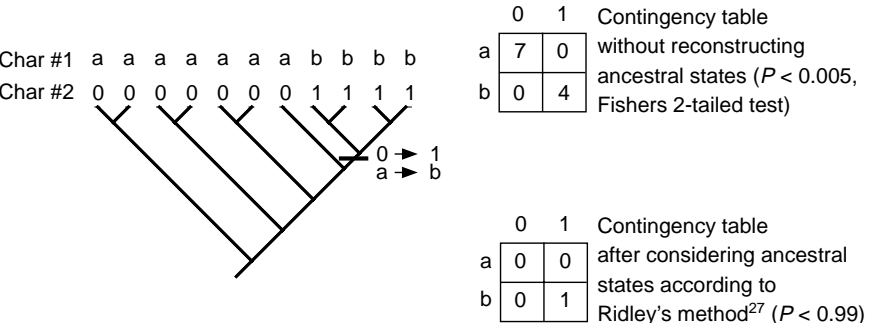 Char #1 a a a a a a a b b b b
Char #2 0 0 0 0 0 0 0 1 1 1 1
0 → 1
a → b
0 1
a 7 0
b 0 4
Contingency table
without reconstructing
ancestral states (P < 0.005,
Fishers 2-tailed test)
0 1
a 0 0
b 0 1
Contingency table
after considering ancestral
states according to
Ridley's method27 (P < 0.99)